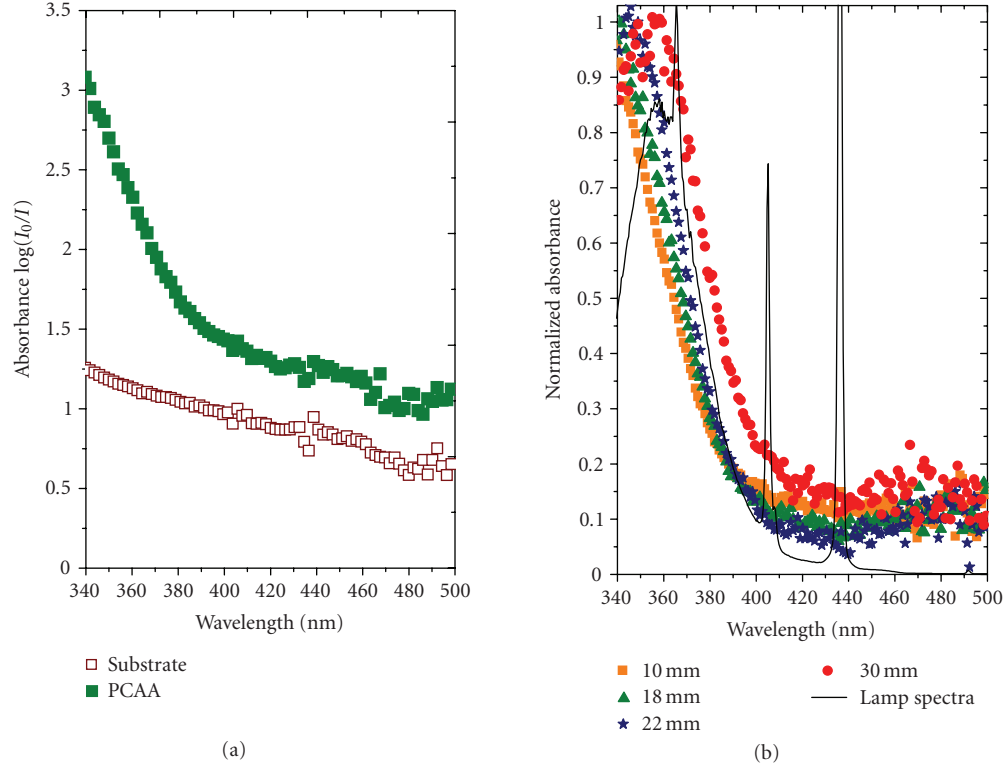 3.5
3
2.5
2
1.5
1
0.5
0
Absorbance log(I₀/I)
340 360 380 400 420 440 460 480 500
Wavelength (nm)
Substrate
PCAA
(a)
1
0.9
0.8
0.7
0.6
0.5
0.4
0.3
0.2
0.1
0
Normalized absorbance
340 360 380 400 420 440 460 480 500
Wavelength (nm)
10 mm
18 mm
22 mm
30 mm
Lamp spectra
(b)